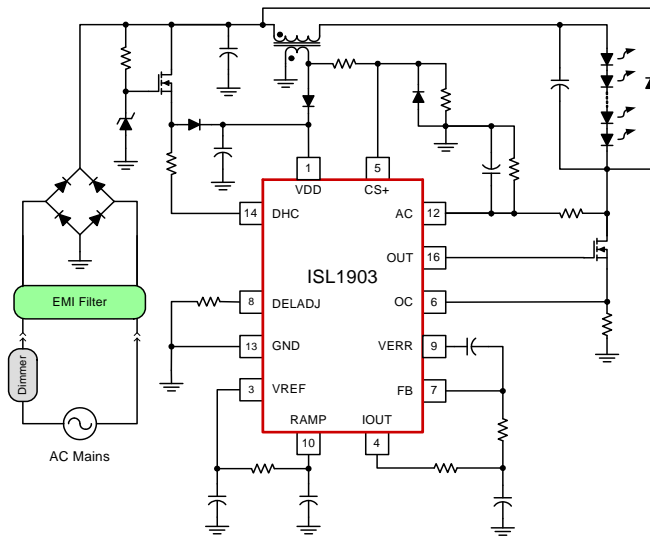 1
5
VDD
CS+
14
DHC
AC
12
OUT
16
ISL1903
EMI Filter
8
DELADJ
OC
6
13
GND
VERR
9
Dimmer
3
VREF
FB
7
RAMP
IOUT
10
4
AC Mains